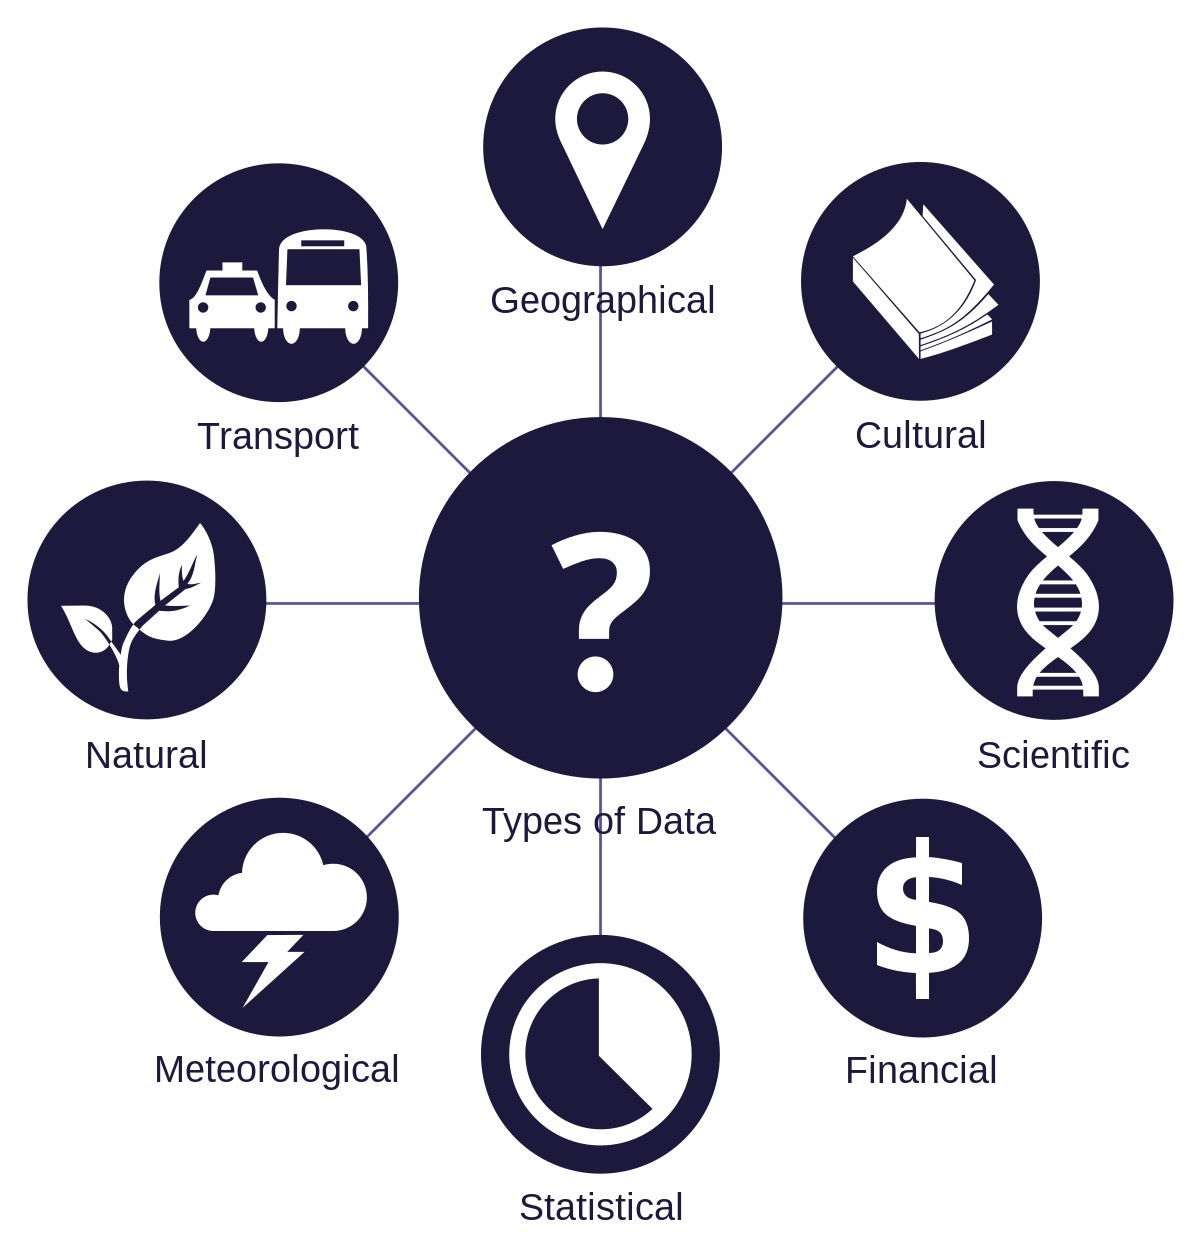 Geographical
Transport
Cultural
?
Natural
Scientific
Types of Data
$
Meteorological
Financial
Statistical